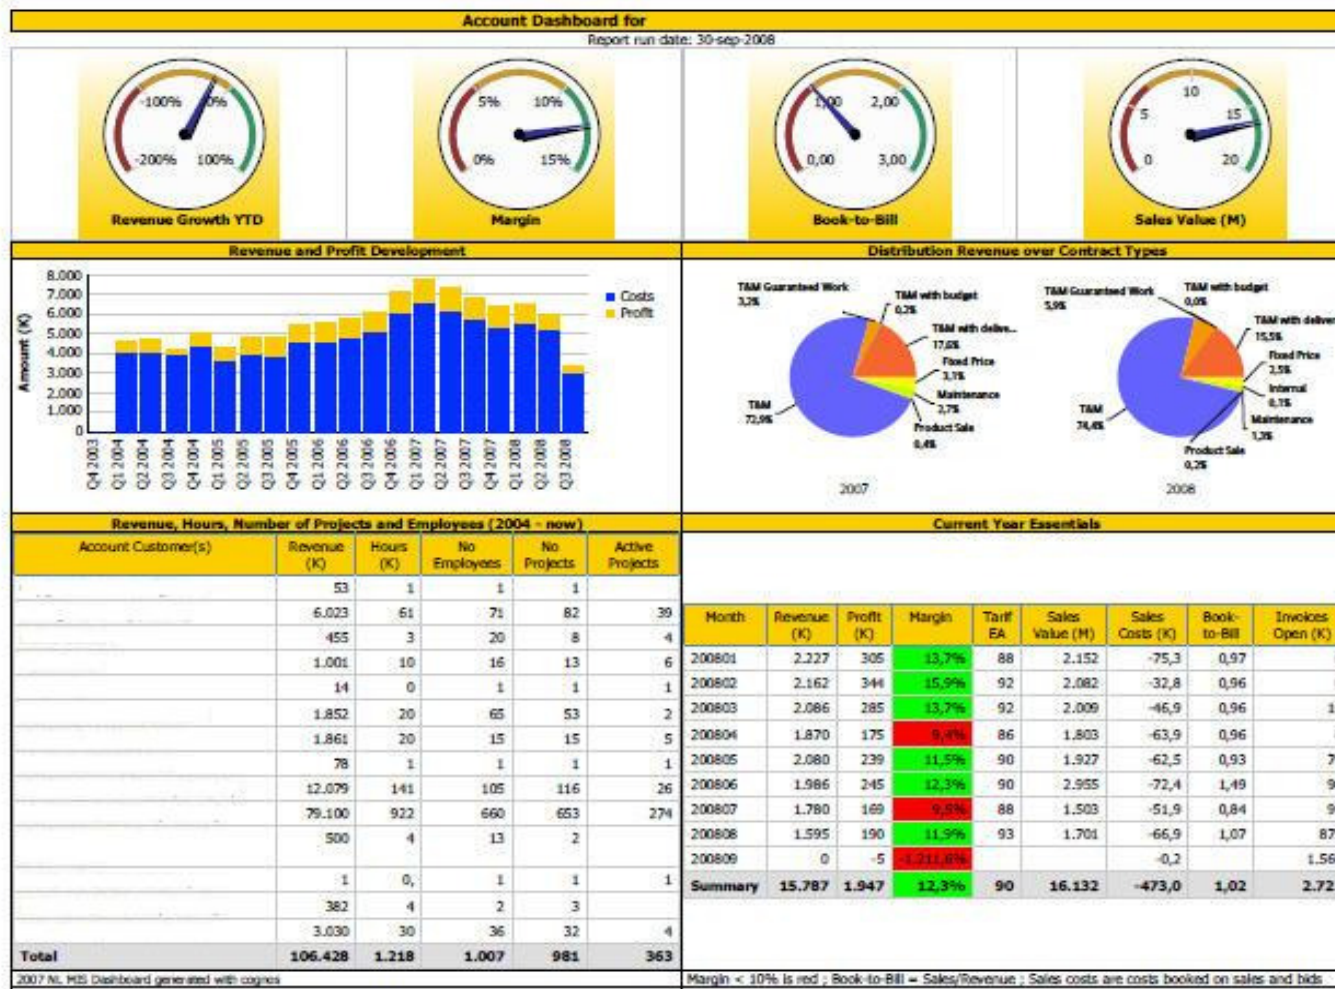 Account Dashboard for
Report run date: 30-sep-2008
-100% 0%
-200% 100%
Revenue Growth YTD
5% 10%
0% 15%
Margin
1,00 2,00
0,00 3,00
Book-to-Bill
10
5 15
0 20
Sales Value (M)
Revenue and Profit Development
Amount (K)
8.000
7.000
6.000
5.000
4.000
3.000
2.000
1.000
0
Costs
Profit
Q4 2003
Q1 2004
Q2 2004
Q3 2004
Q4 2004
Q1 2005
Q2 2005
Q3 2005
Q4 2005
Q1 2006
Q2 2006
Q3 2006
Q4 2006
Q1 2007
Q2 2007
Q3 2007
Q4 2007
Q1 2008
Q2 2008
Q3 2008
Distribution Revenue over Contract Types
T&M Guaranteed Work
3,2%
T&M with budget
0,2%
T&M with delive...
17,6%
Fixed Price
3,1%
Maintenance
2,7%
Product Sale
0,4%
T&M
72,9%
2007
T&M Guaranteed Work
5,9%
T&M with budget
0,0%
T&M with deliver
15,5%
Fixed Price
2,5%
Internal
0,1%
Maintenance
1,3%
Product Sale
0,2%
T&M
74,4%
2008
Revenue, Hours, Number of Projects and Employees (2004 - now)
Account Customer(s) Revenue (K) Hours (K) No Employees No Projects Active Projects
53 1 1 1
6.023 61 71 82 39
455 3 20 8 4
1.001 10 16 13 6
14 0 1 1 1
1.852 20 65 53 2
1.861 20 15 15 5
78 1 1 1 1
12.079 141 105 116 26
79.100 922 660 653 274
500 4 13 2
1 0, 1 1 1
382 4 2 3
3.030 30 36 32 4
Total 106.428 1.218 1.007 981 363
2007 NL MIS Dashboard generated with cognos
Current Year Essentials
Month Revenue (K) Profit (K) Margin Tarif EA Sales Value (M) Sales Costs (K) Book-to-Bill Invoices Open (K)
200801 2.227 305 13,7% 88 2.152 -75,3 0,97
200802 2.162 344 15,9% 92 2.082 -32,8 0,96
200803 2.086 285 13,7% 92 2.009 -46,9 0,96 1
200804 1.870 175 9,4% 86 1.803 -63,9 0,96
200805 2.080 239 11,5% 90 1.927 -62,5 0,93 7
200806 1.986 245 12,3% 90 2.955 -72,4 1,49 9
200807 1.780 169 9,5% 88 1.503 -51,9 0,84 9
200808 1.595 190 11,9% 93 1.701 -66,9 1,07 87
200809 0 -5 -1.211,6% -0,2 1.56
Summary 15.787 1.947 12,3% 90 16.132 -473,0 1,02 2.72
Margin < 10% is red ; Book-to-Bill = Sales/Revenue ; Sales costs are costs booked on sales and bids